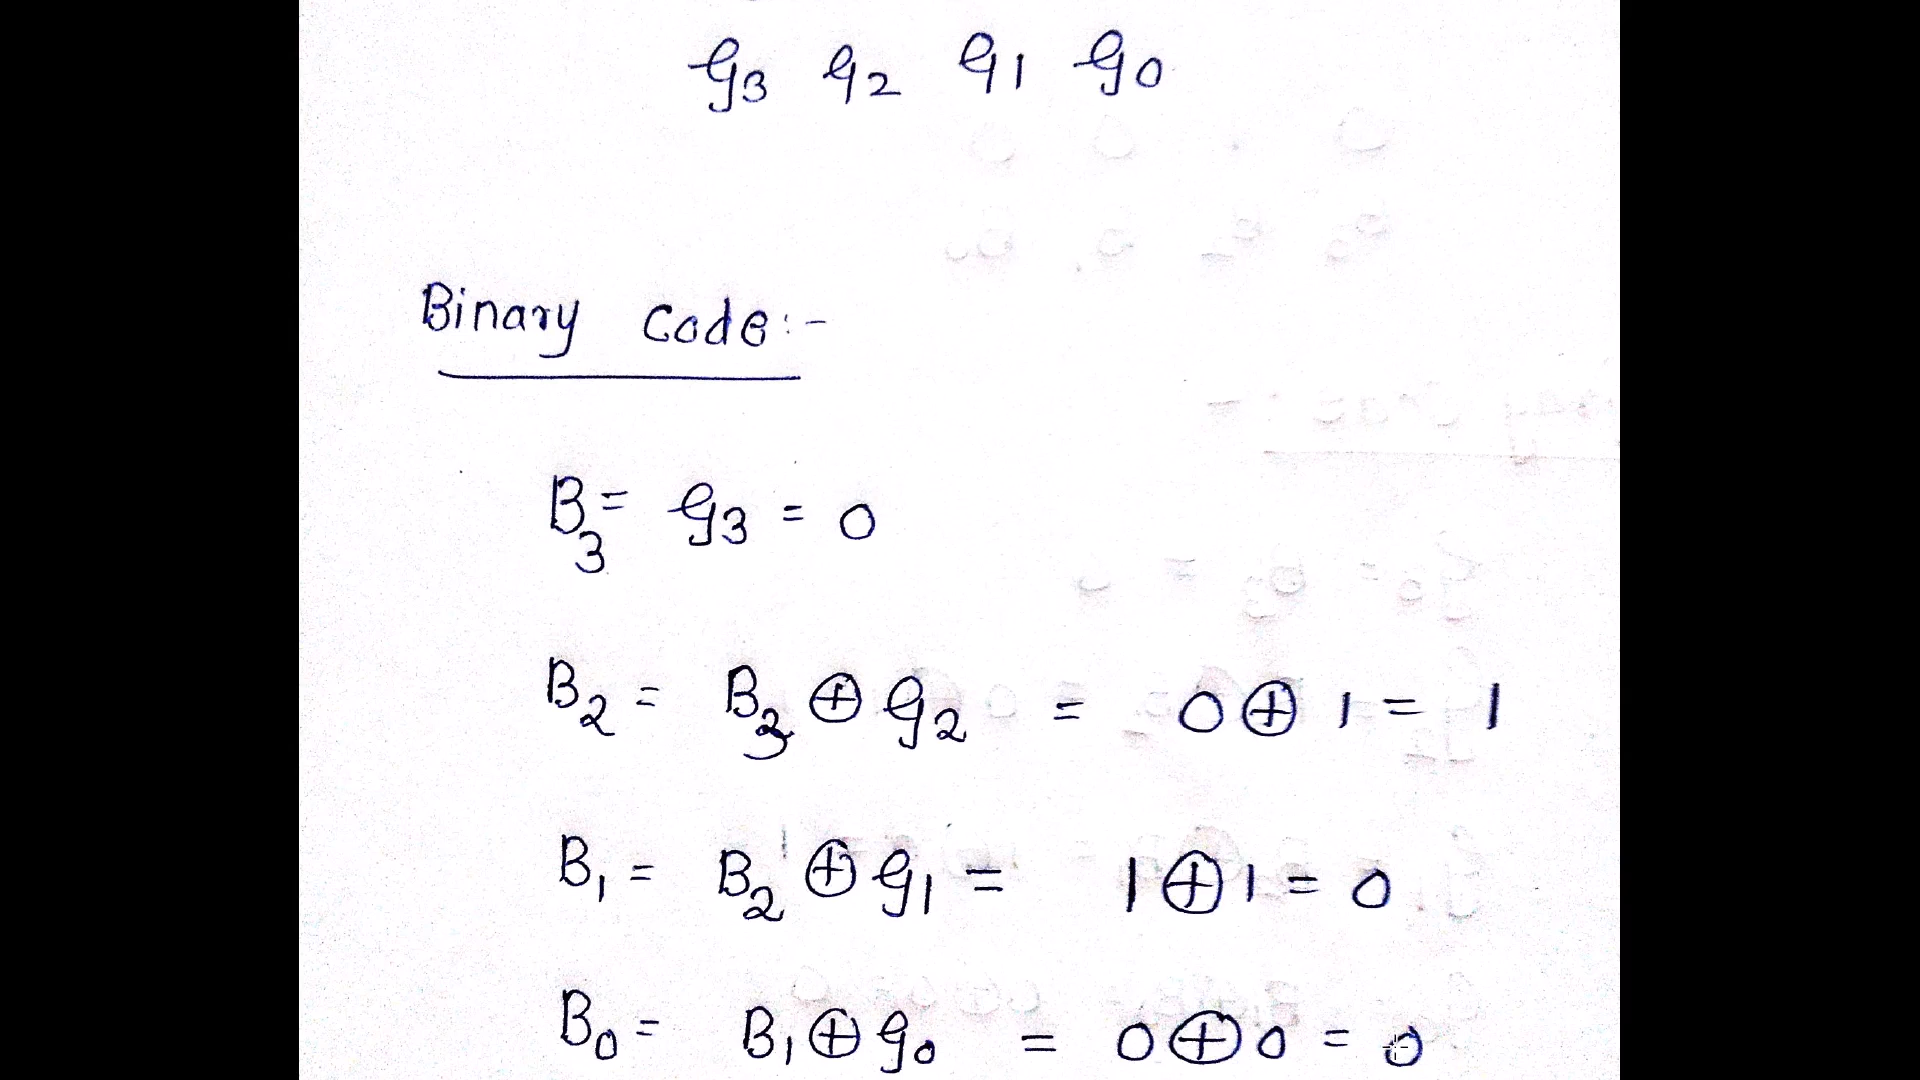 G3 G2 G1 G0
Binary Code:-
B3 = G3 = 0
B2 = B3 ⊕ G2 = 0 ⊕ 1 = 1
B1 = B2 ⊕ G1 = 1 ⊕ 1 = 0
B0 = B1 ⊕ G0 = 0 ⊕ 0 = 0